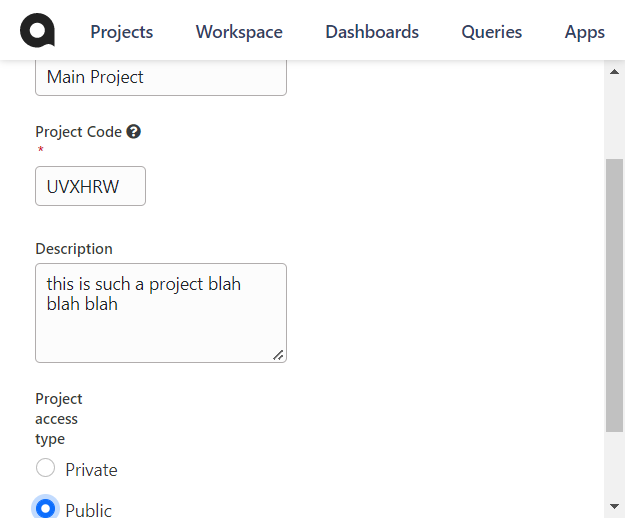 Projects Workspace Dashboards Queries Apps
Main Project
Project Code ?
*
UVXHRW
Description
this is such a project blah
blah blah
Project
access
type
Private
Public